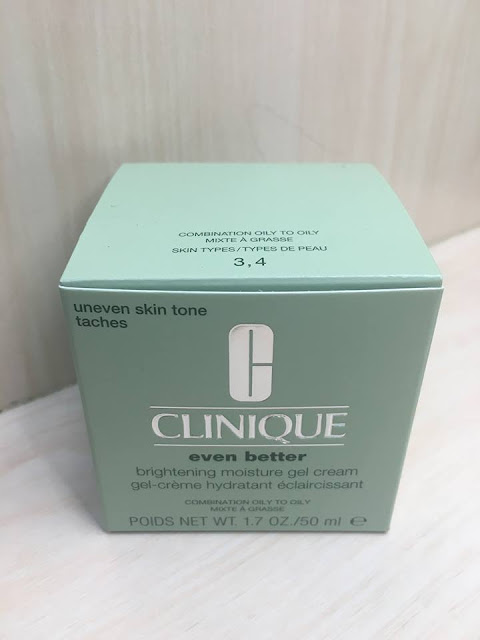 COMBINATION OILY TO OILY
MIXTE À GRASSE
SKIN TYPES/TYPES DE PEAU
3,4
uneven skin tone
taches
C
CLINIQUE
even better
brightening moisture gel cream
gel-crème hydratant éclaircissant
COMBINATION OILY TO OILY
MIXTE À GRASSE
POIDS NET WT. 1.7 OZ./50 ml ℮